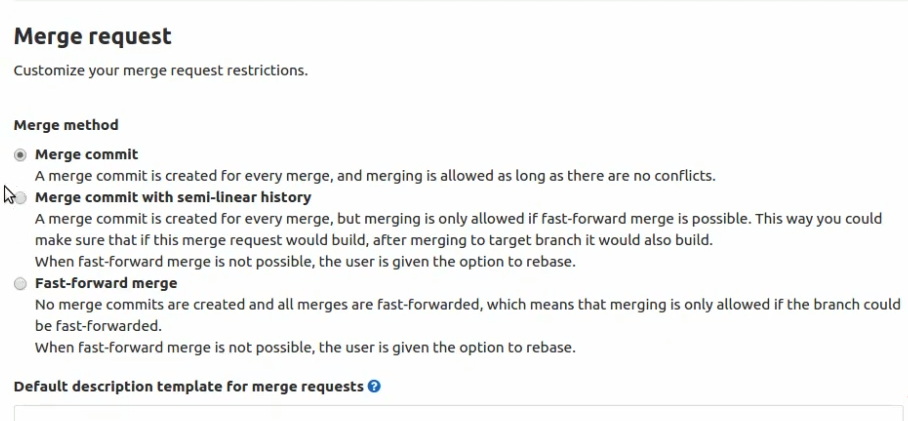 Merge request
Customize your merge request restrictions.
Merge method
Merge commit
A merge commit is created for every merge, and merging is allowed as long as there are no conflicts.
Merge commit with semi-linear history
A merge commit is created for every merge, but merging is only allowed if fast-forward merge is possible. This way you could
make sure that if this merge request would build, after merging to target branch it would also build.
When fast-forward merge is not possible, the user is given the option to rebase.
Fast-forward merge
No merge commits are created and all merges are fast-forwarded, which means that merging is only allowed if the branch could
be fast-forwarded.
When fast-forward merge is not possible, the user is given the option to rebase.
Default description template for merge requests ?